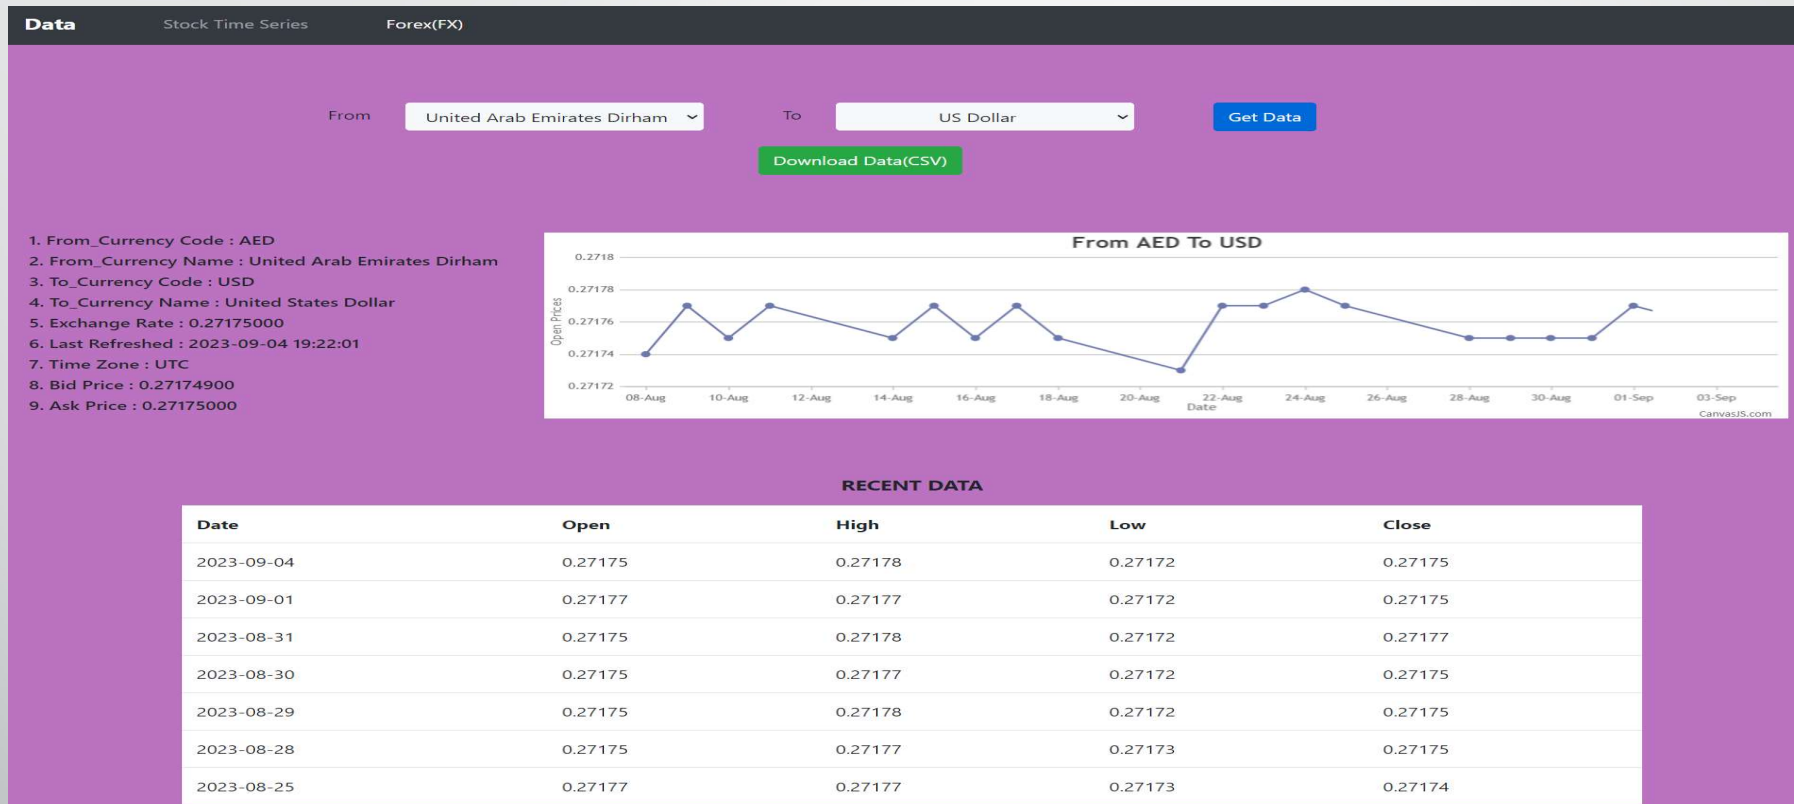 Data Stock Time Series Forex(FX)
From United Arab Emirates Dirham To US Dollar Get Data
Download Data(CSV)
1. From_Currency Code : AED
2. From_Currency Name : United Arab Emirates Dirham
3. To_Currency Code : USD
4. To_Currency Name : United States Dollar
5. Exchange Rate : 0.27175000
6. Last Refreshed : 2023-09-04 19:22:01
7. Time Zone : UTC
8. Bid Price : 0.27174900
9. Ask Price : 0.27175000
From AED To USD
Open Prices
0.2718
0.27178
0.27176
0.27174
0.27172
08-Aug 10-Aug 12-Aug 14-Aug 16-Aug 18-Aug 20-Aug 22-Aug 24-Aug 26-Aug 28-Aug 30-Aug 01-Sep 03-Sep
Date
CanvasJS.com
RECENT DATA
Date Open High Low Close
2023-09-04 0.27175 0.27178 0.27172 0.27175
2023-09-01 0.27177 0.27177 0.27172 0.27175
2023-08-31 0.27175 0.27178 0.27172 0.27177
2023-08-30 0.27175 0.27177 0.27172 0.27175
2023-08-29 0.27175 0.27178 0.27172 0.27175
2023-08-28 0.27175 0.27177 0.27173 0.27175
2023-08-25 0.27177 0.27177 0.27173 0.27174